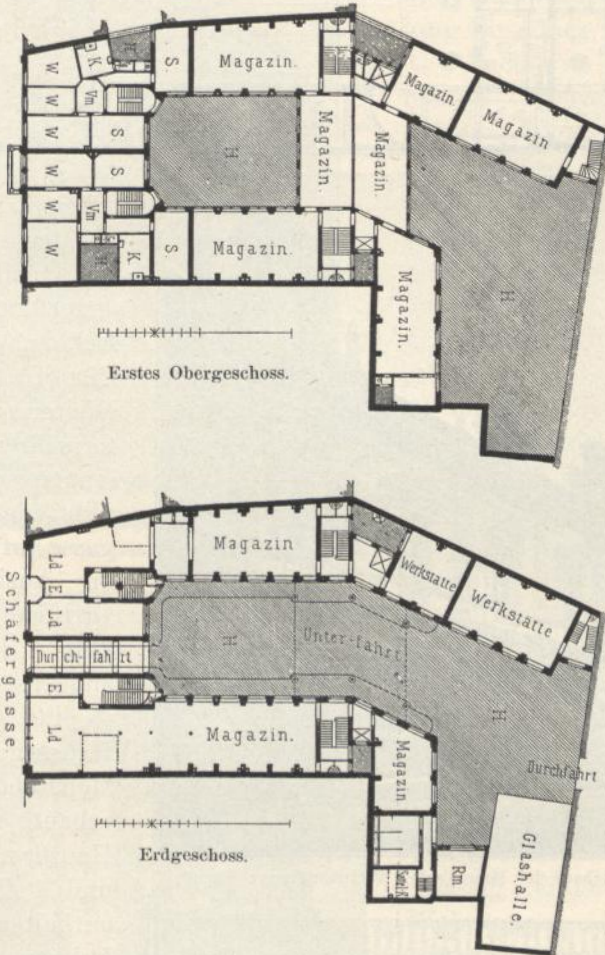 W
K.
H
S.
Magazin.
Magazin.
Magazin
W
Vm
W
S.
H
Magazin.
Magazin.
W
S
W
Vm
H
W
H
K
S.
Magazin.
Magazin.
Erstes Obergeschoss.
Schäfergasse.
Ld
E
Ld
Magazin
Werkstätte
Werkstätte
Durch-fahrt
H
Unter-fahrt
H
E
Ld
Magazin.
Magazin
Durchfahrt
Glashalle.
Rm.
Erdgeschoss.